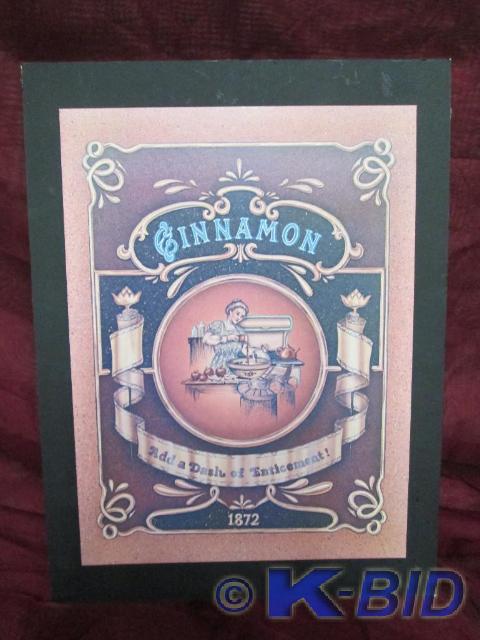 CINNAMON
Add a Dash of Enticement!
1872
© K-BID